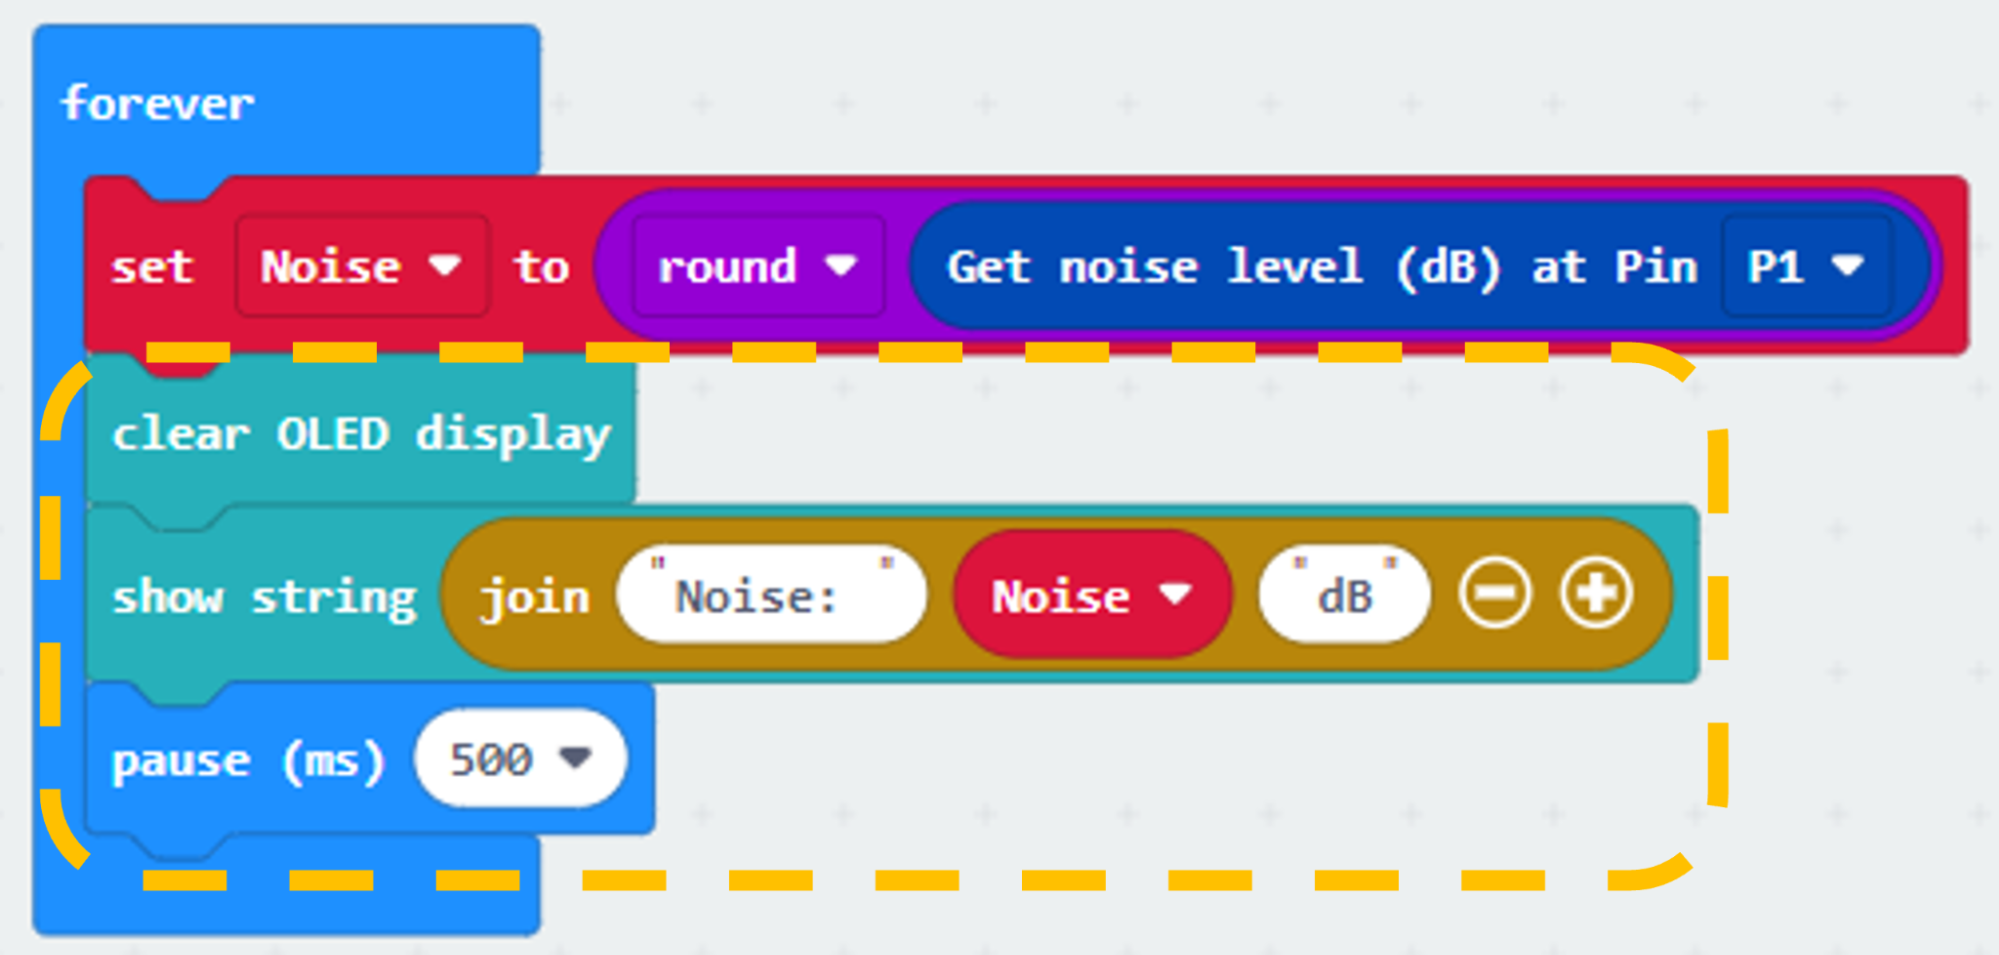 forever
set Noise to round Get noise level (dB) at Pin P1
clear OLED display
show string join "Noise: " Noise "dB"
pause (ms) 500